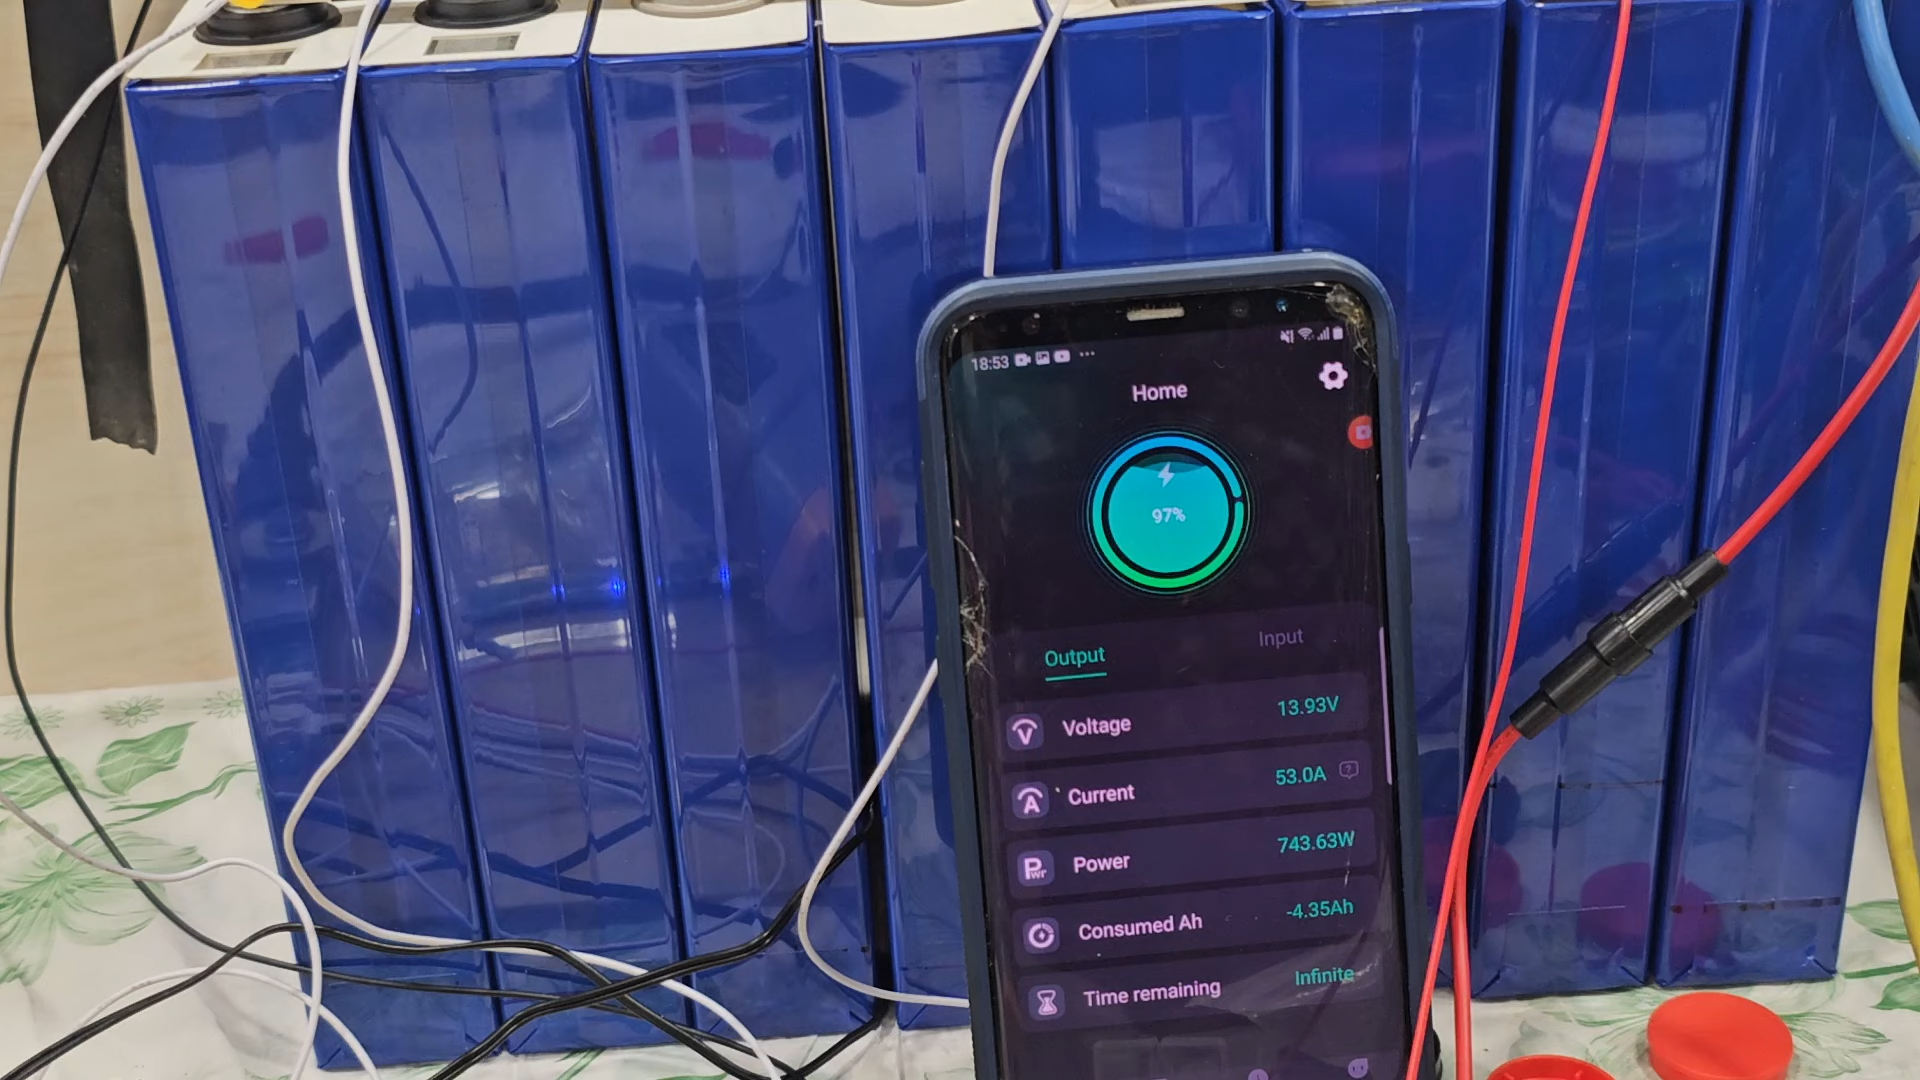 18:53
Home
97%
Output
Input
V
Voltage
13.93V
A
Current
53.0A
?
Pwr
Power
743.63W
Consumed Ah
-4.35Ah
Time remaining
Infinite